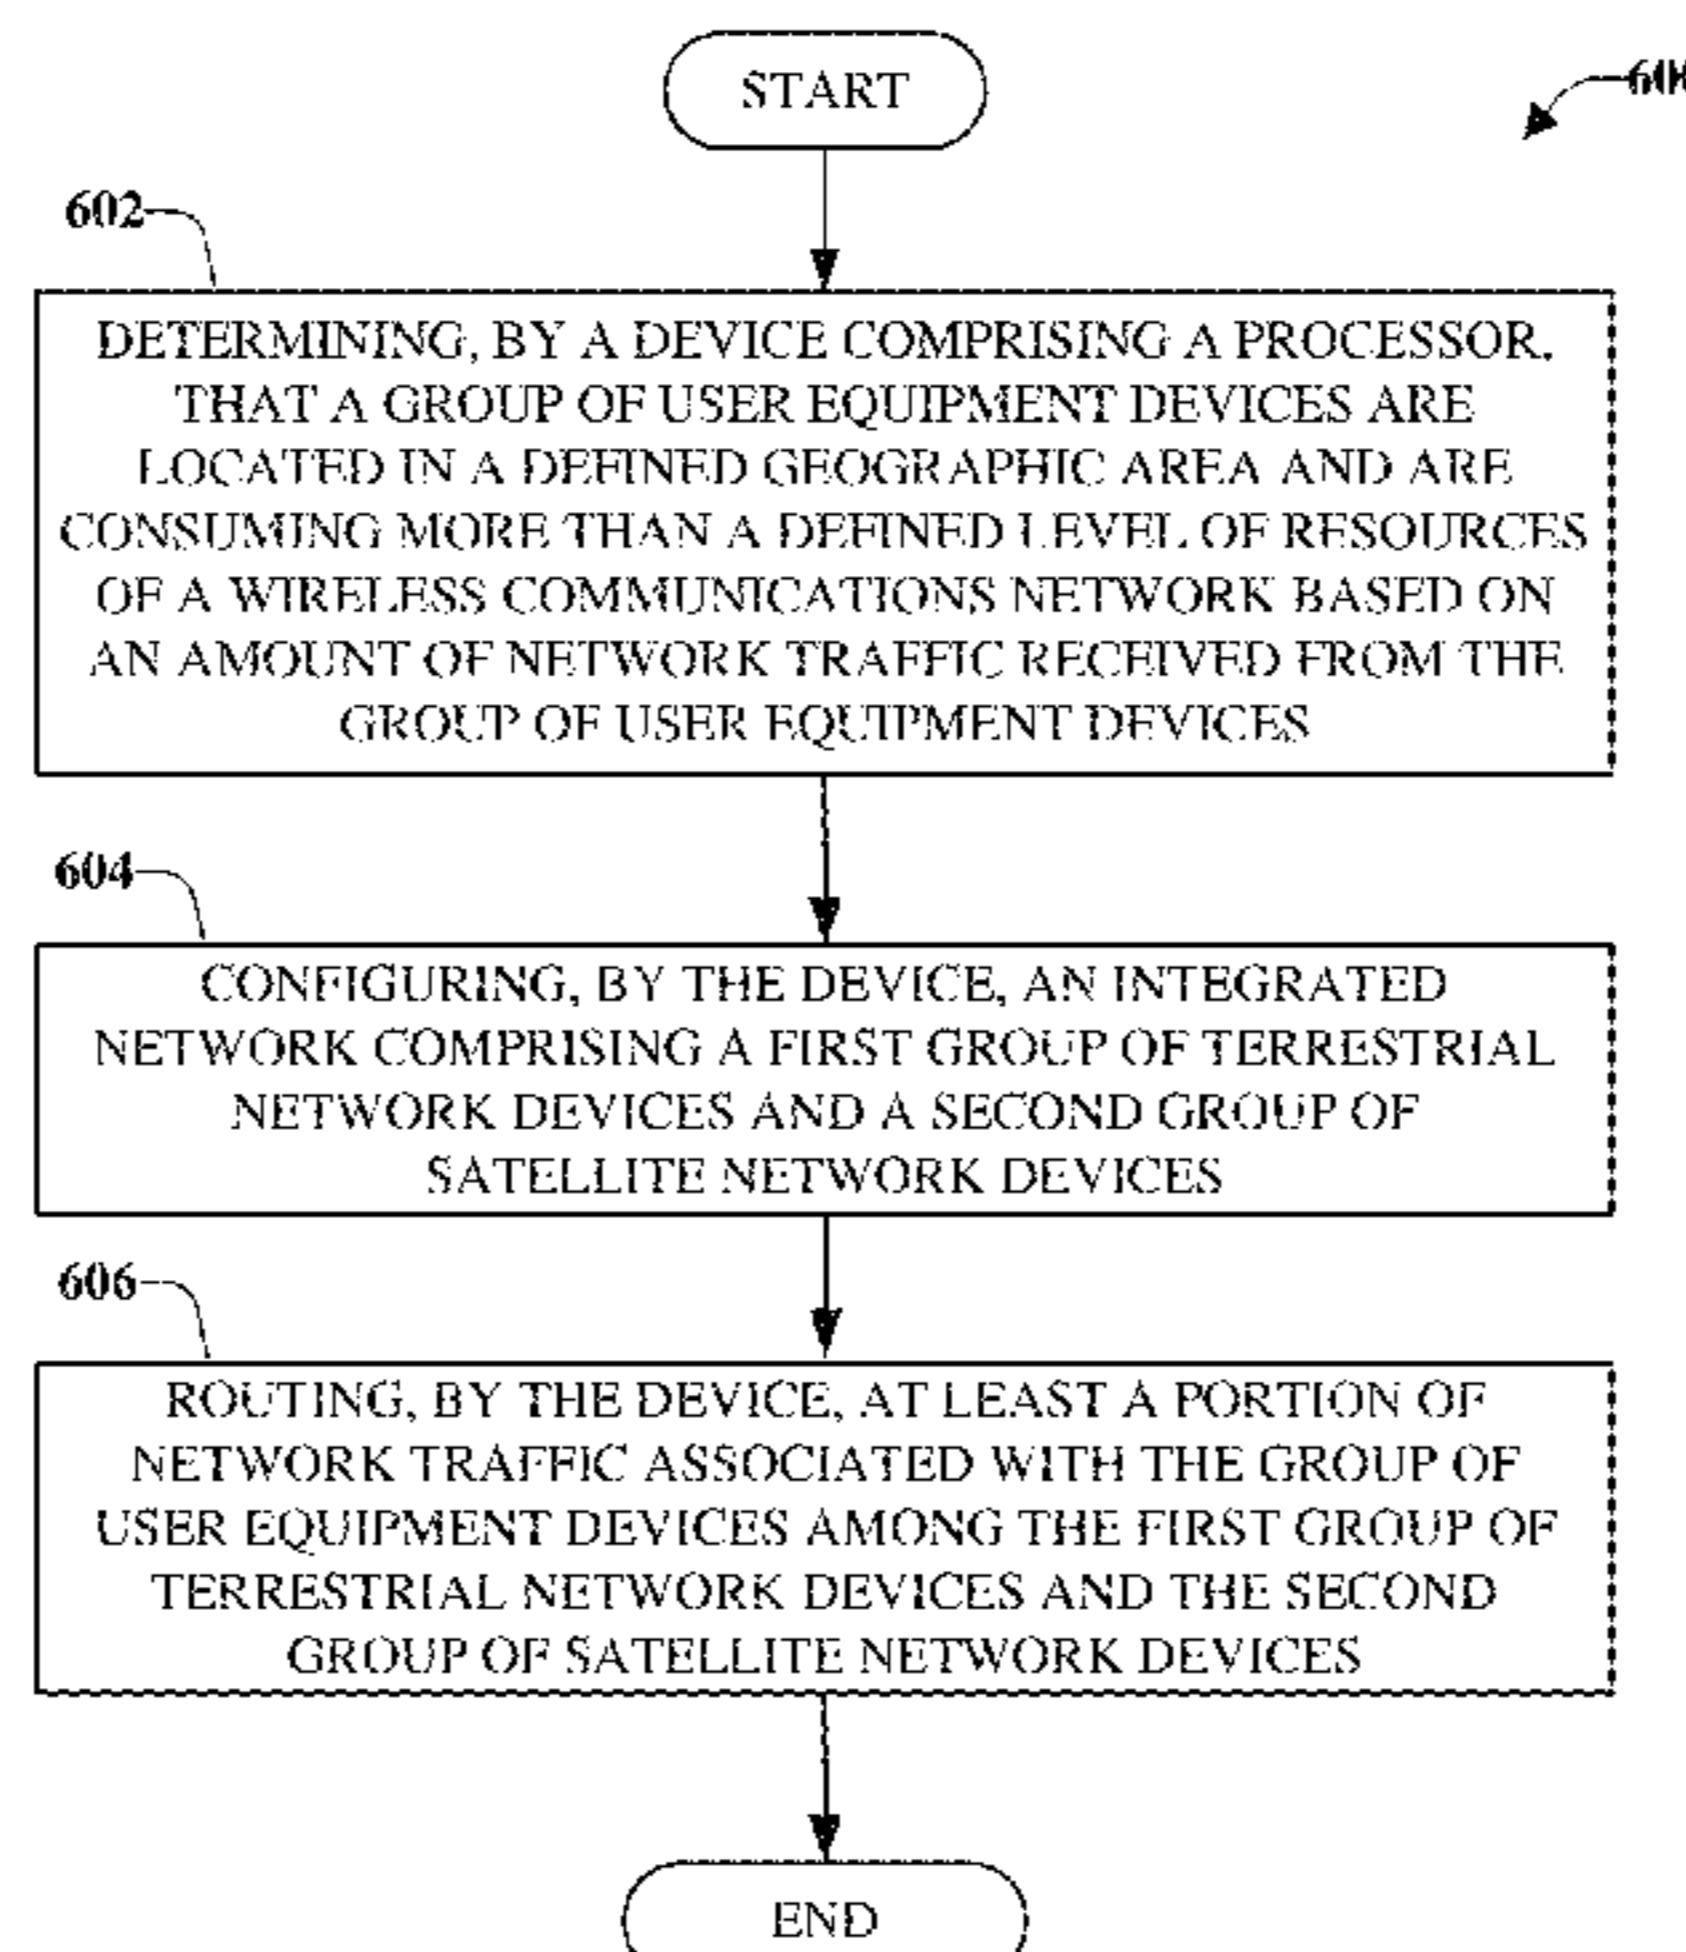 START
602
DETERMINING, BY A DEVICE COMPRISING A PROCESSOR,
THAT A GROUP OF USER EQUIPMENT DEVICES ARE
LOCATED IN A DEFINED GEOGRAPHIC AREA AND ARE
CONSUMING MORE THAN A DEFINED LEVEL OF RESOURCES
OF A WIRELESS COMMUNICATIONS NETWORK BASED ON
AN AMOUNT OF NETWORK TRAFFIC RECEIVED FROM THE
GROUP OF USER EQUIPMENT DEVICES
604
CONFIGURING, BY THE DEVICE, AN INTEGRATED
NETWORK COMPRISING A FIRST GROUP OF TERRESTRIAL
NETWORK DEVICES AND A SECOND GROUP OF
SATELLITE NETWORK DEVICES
606
ROUTING, BY THE DEVICE, AT LEAST A PORTION OF
NETWORK TRAFFIC ASSOCIATED WITH THE GROUP OF
USER EQUIPMENT DEVICES AMONG THE FIRST GROUP OF
TERRESTRIAL NETWORK DEVICES AND THE SECOND
GROUP OF SATELLITE NETWORK DEVICES
END